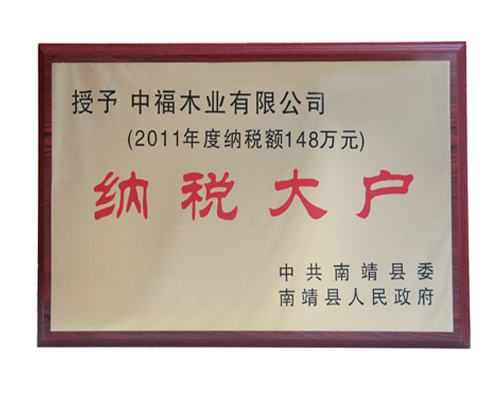 授予 中福木业有限公司
(2011年度纳税额148万元)
纳税大户
中共南靖县委
南靖县人民政府